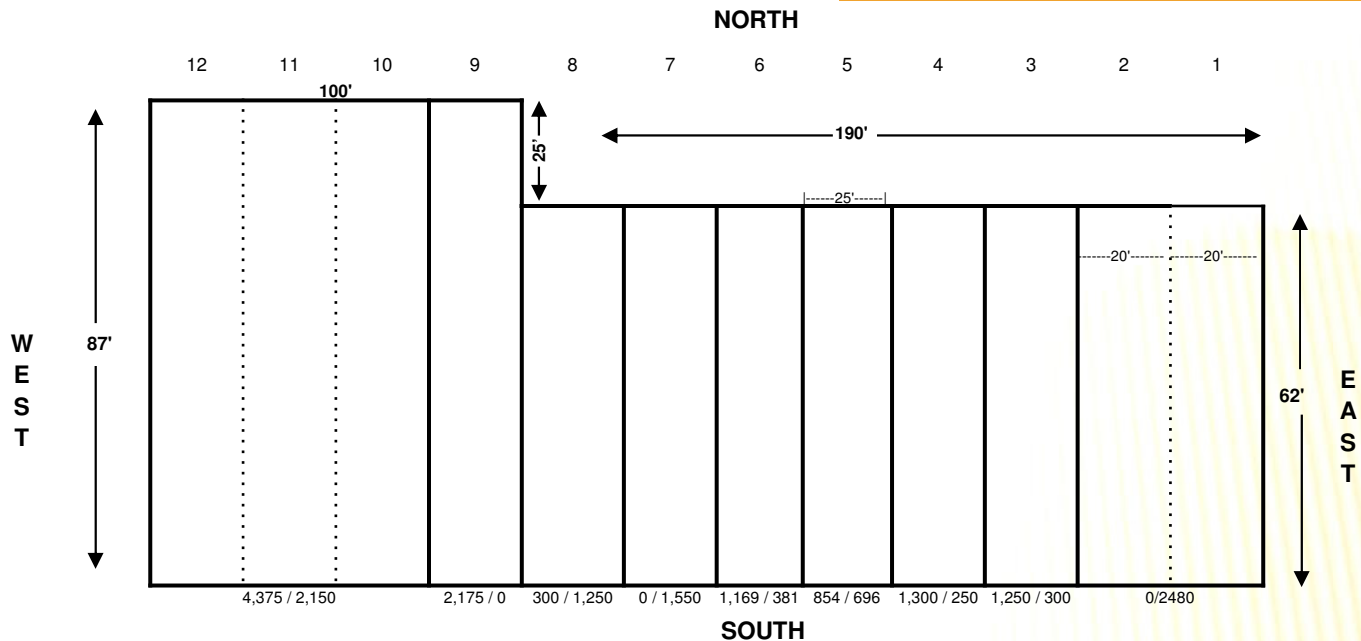 NORTH
12 11 10 9 8 7 6 5 4 3 2 1
100'
25'
190'
|------25'------|
------20'------ ------20'------
W
E
S
T
87'
62'
E
A
S
T
4,375 / 2,150 2,175 / 0 300 / 1,250 0 / 1,550 1,169 / 381 854 / 696 1,300 / 250 1,250 / 300 0/2480
SOUTH